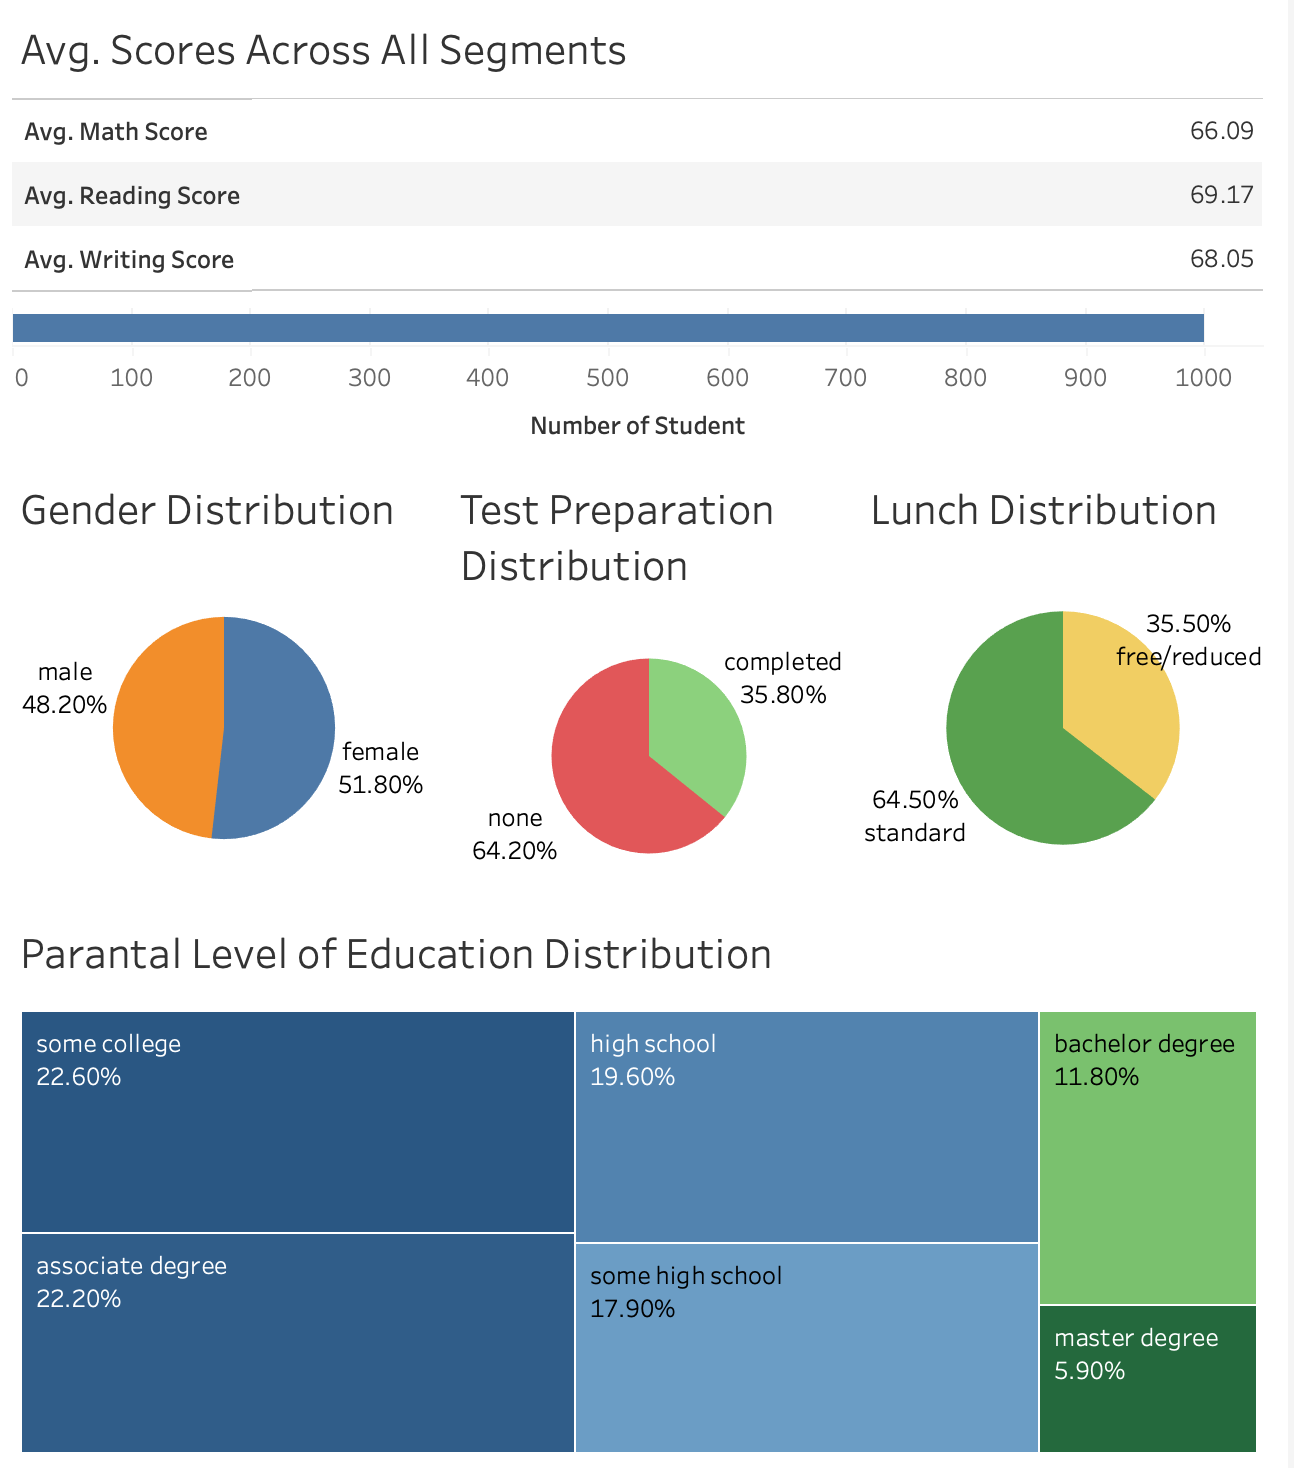 Avg. Scores Across All Segments
Avg. Math Score 66.09
Avg. Reading Score 69.17
Avg. Writing Score 68.05
0 100 200 300 400 500 600 700 800 900 1000
Number of Student
Gender Distribution
male
48.20%
female
51.80%
Test Preparation
Distribution
completed
35.80%
none
64.20%
Lunch Distribution
35.50%
free/reduced
64.50%
standard
Parantal Level of Education Distribution
some college
22.60%
associate degree
22.20%
high school
19.60%
some high school
17.90%
bachelor degree
11.80%
master degree
5.90%